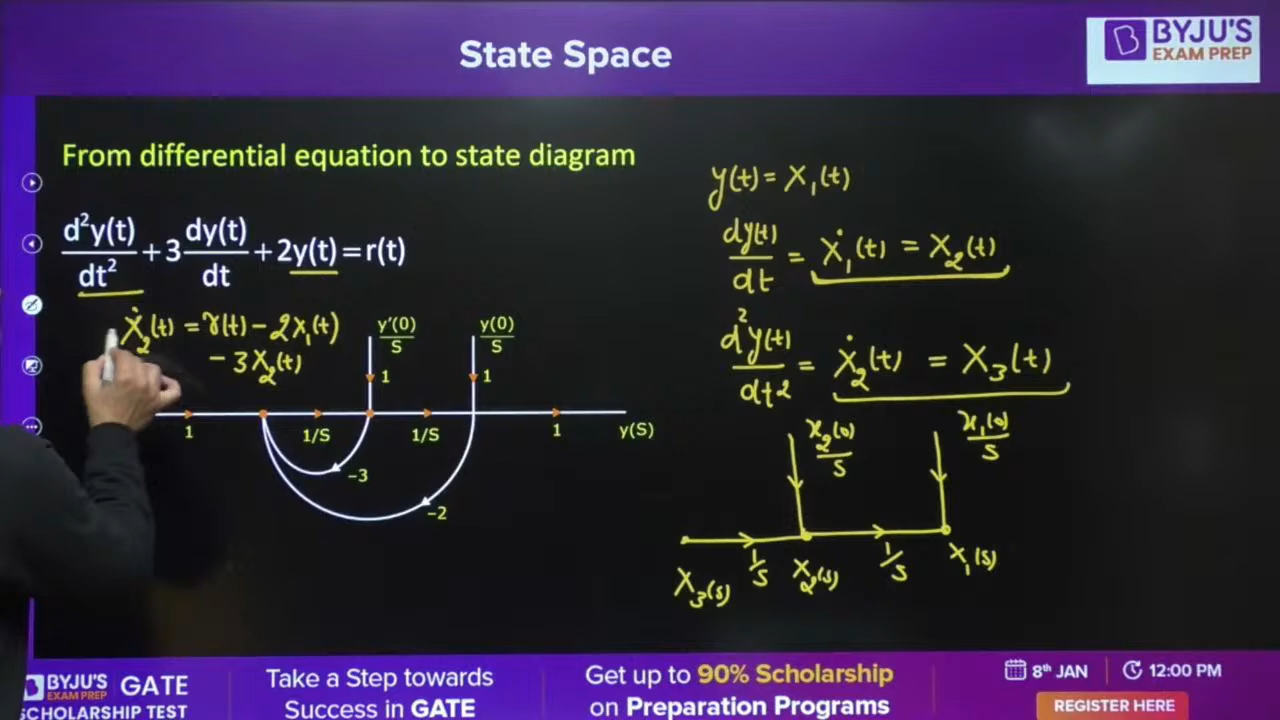 State Space
BYJU'S
EXAM PREP
From differential equation to state diagram
d²y(t)/dt² + 3 dy(t)/dt + 2y(t) = r(t)
Ẋ₂(t) = r(t) − 2X₁(t)
− 3X₂(t)
y'(0)/S
y(0)/S
1
1
1
1/S
1/S
1
y(S)
−3
−2
y(t) = X₁(t)
dy(t)/dt = Ẋ₁(t) = X₂(t)
d²y(t)/dt² = Ẋ₂(t) = X₃(t)
x₂(0)/S
x₁(0)/S
X₃(s)
1/S
X₂(s)
1/S
X₁(s)
BYJU'S
EXAM PREP
GATE
SCHOLARSHIP TEST
Take a Step towards
Success in GATE
Get up to 90% Scholarship
on Preparation Programs
8th JAN
12:00 PM
REGISTER HERE